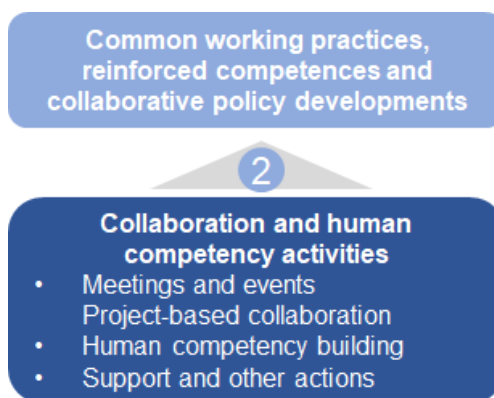 Common working practices,
reinforced competences and
collaborative policy developments
2
Collaboration and human
competency activities
• Meetings and events
Project-based collaboration
• Human competency building
• Support and other actions